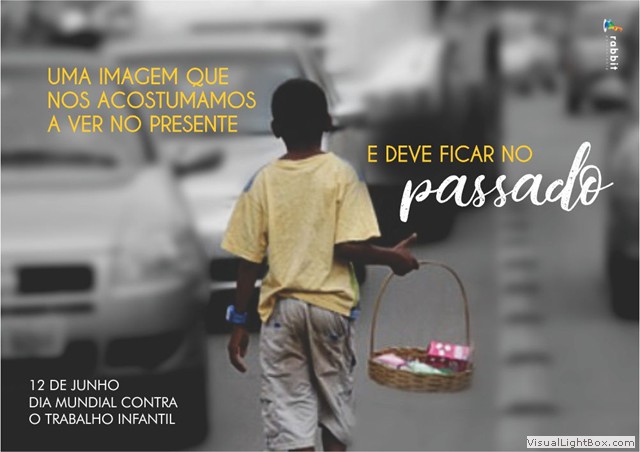 UMA IMAGEM QUE
NOS ACOSTUMAMOS
A VER NO PRESENTE
E DEVE FICAR NO
passado
rabbit
12 DE JUNHO
DIA MUNDIAL CONTRA
O TRABALHO INFANTIL
VisualLightBox.com